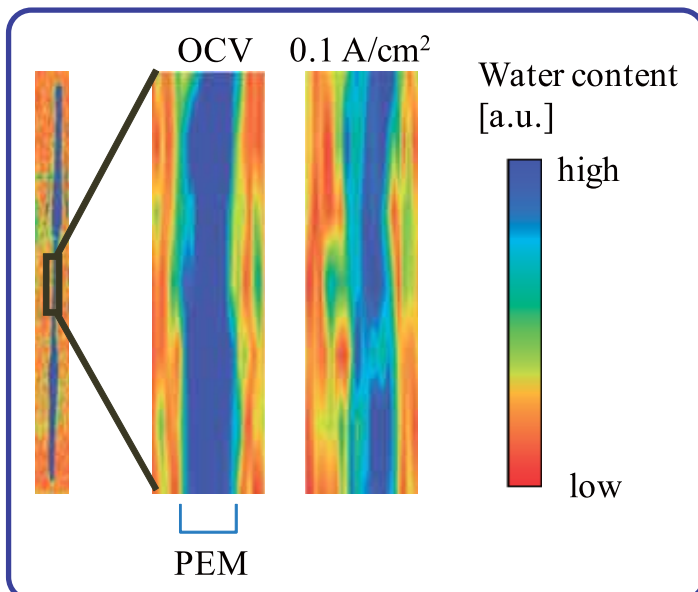 OCV
0.1 A/cm²
Water content
[a.u.]
high
low
PEM